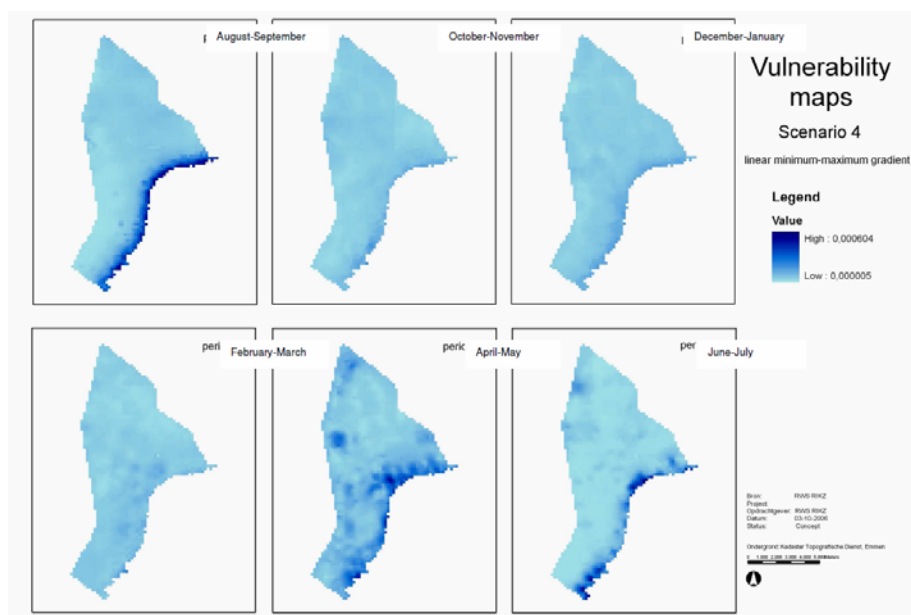 August-September
October-November
December-January
Vulnerability
maps
Scenario 4
linear minimum-maximum gradient
Legend
Value
High : 0,000604
Low : 0,000005
peri
February-March
perio
April-May
per
June-July
Bron: RWS RIKZ
Project:
Opdrachtgever: RWS RIKZ
Datum: 03-10-2006
Status: Concept
Ondergrond: Kadaster Topografische Dienst, Emmen